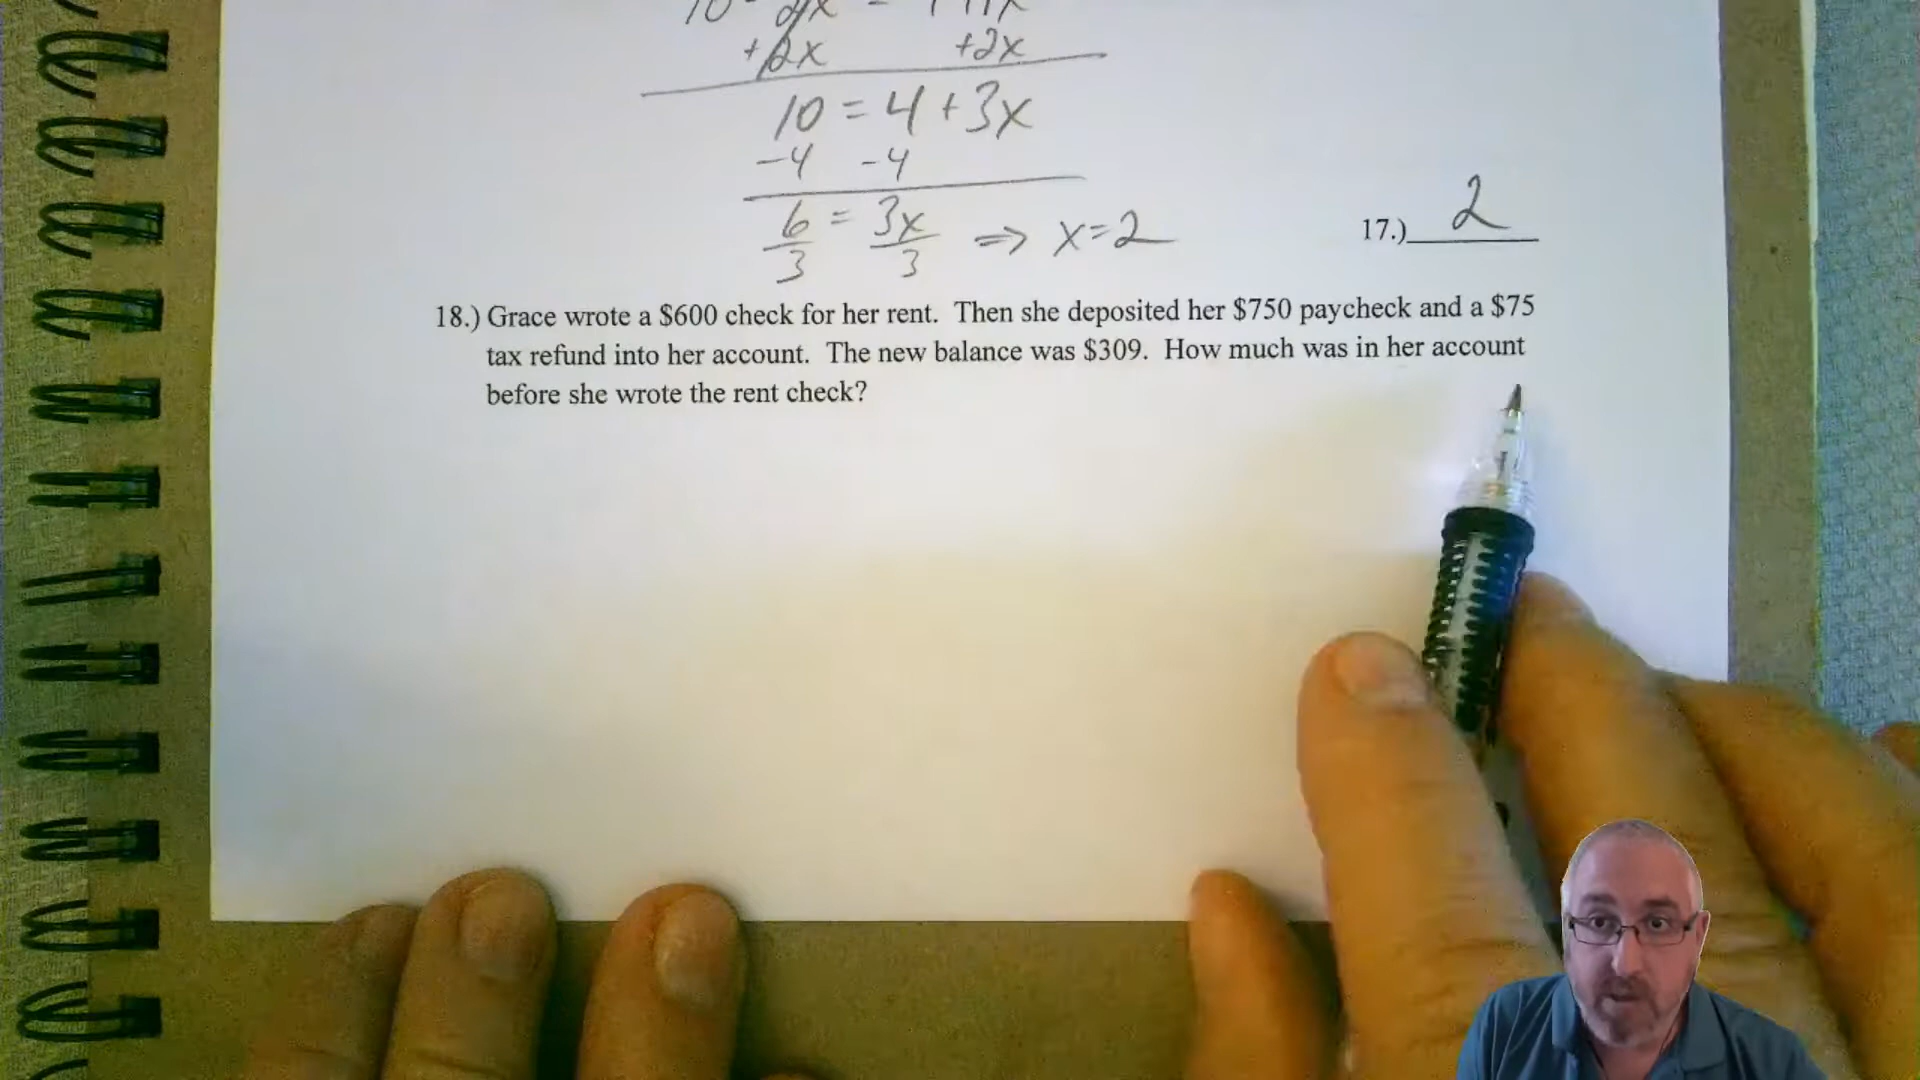 10 - 2x =
+2x +2x
10 = 4 + 3x
-4 -4
6 = 3x ⇒ x = 2
3 3
17.) 2
18.) Grace wrote a $600 check for her rent. Then she deposited her $750 paycheck and a $75
tax refund into her account. The new balance was $309. How much was in her account
before she wrote the rent check?